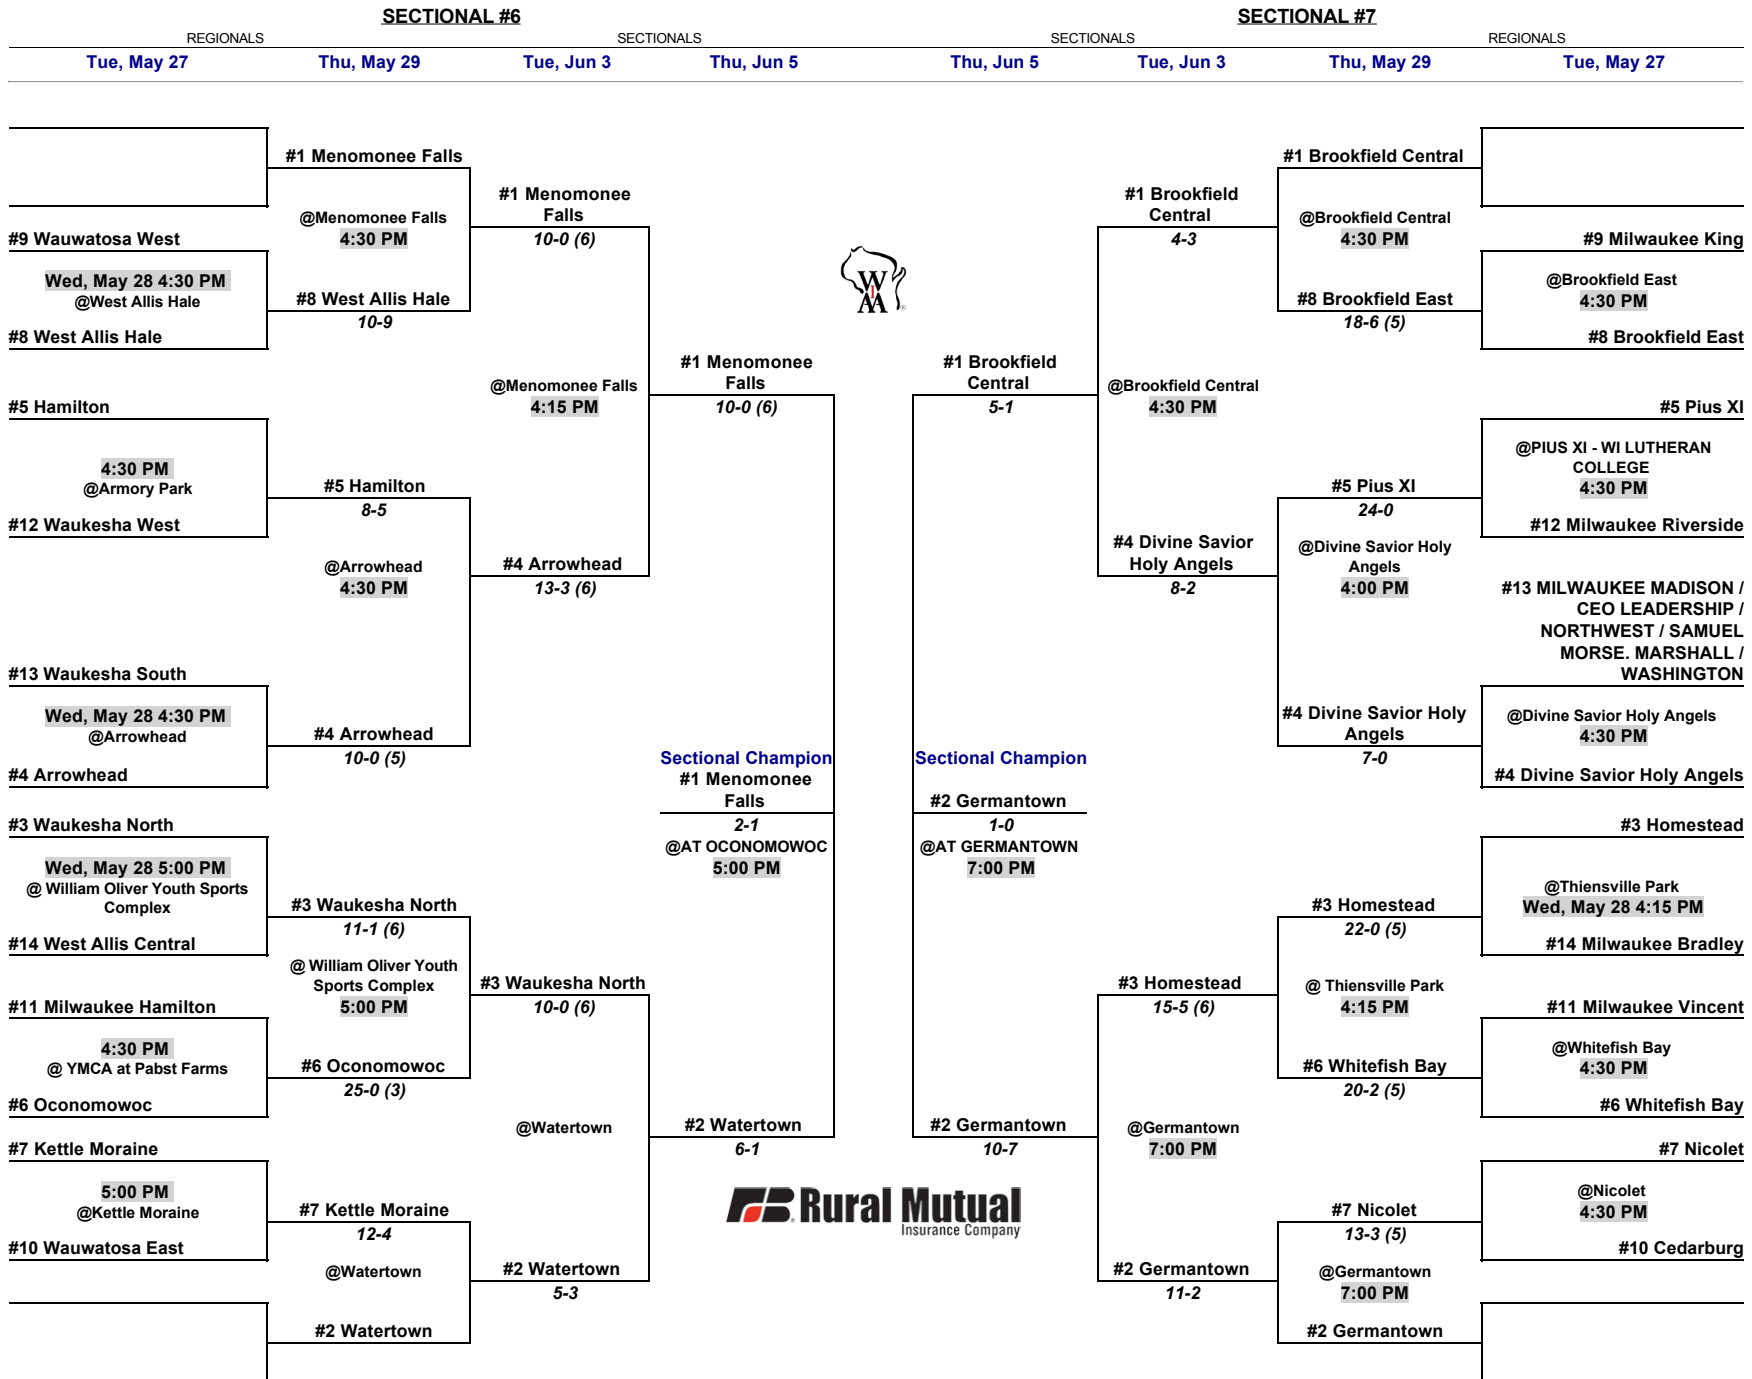 SECTIONAL #6
SECTIONAL #7
REGIONALS
SECTIONALS
SECTIONALS
REGIONALS
Tue, May 27
Thu, May 29
Tue, Jun 3
Thu, Jun 5
Thu, Jun 5
Tue, Jun 3
Thu, May 29
Tue, May 27
#9 Wauwatosa West
Wed, May 28 4:30 PM
@West Allis Hale
#8 West Allis Hale
#5 Hamilton
4:30 PM
@Armory Park
#12 Waukesha West
#13 Waukesha South
Wed, May 28 4:30 PM
@Arrowhead
#4 Arrowhead
#3 Waukesha North
Wed, May 28 5:00 PM
@ William Oliver Youth Sports
Complex
#14 West Allis Central
#11 Milwaukee Hamilton
4:30 PM
@ YMCA at Pabst Farms
#6 Oconomowoc
#7 Kettle Moraine
5:00 PM
@Kettle Moraine
#10 Wauwatosa East
#1 Menomonee Falls
@Menomonee Falls
4:30 PM
#8 West Allis Hale
10-9
#5 Hamilton
8-5
@Arrowhead
4:30 PM
#4 Arrowhead
10-0 (5)
#3 Waukesha North
11-1 (6)
@ William Oliver Youth
Sports Complex
5:00 PM
#6 Oconomowoc
25-0 (3)
#7 Kettle Moraine
12-4
@Watertown
#2 Watertown
#1 Menomonee
Falls
10-0 (6)
@Menomonee Falls
4:15 PM
#4 Arrowhead
13-3 (6)
#3 Waukesha North
10-0 (6)
@Watertown
#2 Watertown
5-3
#1 Menomonee
Falls
10-0 (6)
Sectional Champion
#1 Menomonee
Falls
2-1
@AT OCONOMOWOC
5:00 PM
#2 Watertown
6-1
W
I
AA
®
Rural Mutual
Insurance Company
#1 Brookfield
Central
5-1
Sectional Champion
#2 Germantown
1-0
@AT GERMANTOWN
7:00 PM
#2 Germantown
10-7
#1 Brookfield
Central
4-3
@Brookfield Central
4:30 PM
#4 Divine Savior
Holy Angels
8-2
#3 Homestead
15-5 (6)
@Germantown
7:00 PM
#2 Germantown
11-2
#1 Brookfield Central
@Brookfield Central
4:30 PM
#8 Brookfield East
18-6 (5)
#5 Pius XI
24-0
@Divine Savior Holy
Angels
4:00 PM
#4 Divine Savior Holy
Angels
7-0
#3 Homestead
22-0 (5)
@ Thiensville Park
4:15 PM
#6 Whitefish Bay
20-2 (5)
#7 Nicolet
13-3 (5)
@Germantown
7:00 PM
#2 Germantown
#9 Milwaukee King
@Brookfield East
4:30 PM
#8 Brookfield East
#5 Pius XI
@PIUS XI - WI LUTHERAN
COLLEGE
4:30 PM
#12 Milwaukee Riverside
#13 MILWAUKEE MADISON /
CEO LEADERSHIP /
NORTHWEST / SAMUEL
MORSE. MARSHALL /
WASHINGTON
@Divine Savior Holy Angels
4:30 PM
#4 Divine Savior Holy Angels
#3 Homestead
@Thiensville Park
Wed, May 28 4:15 PM
#14 Milwaukee Bradley
#11 Milwaukee Vincent
@Whitefish Bay
4:30 PM
#6 Whitefish Bay
#7 Nicolet
@Nicolet
4:30 PM
#10 Cedarburg